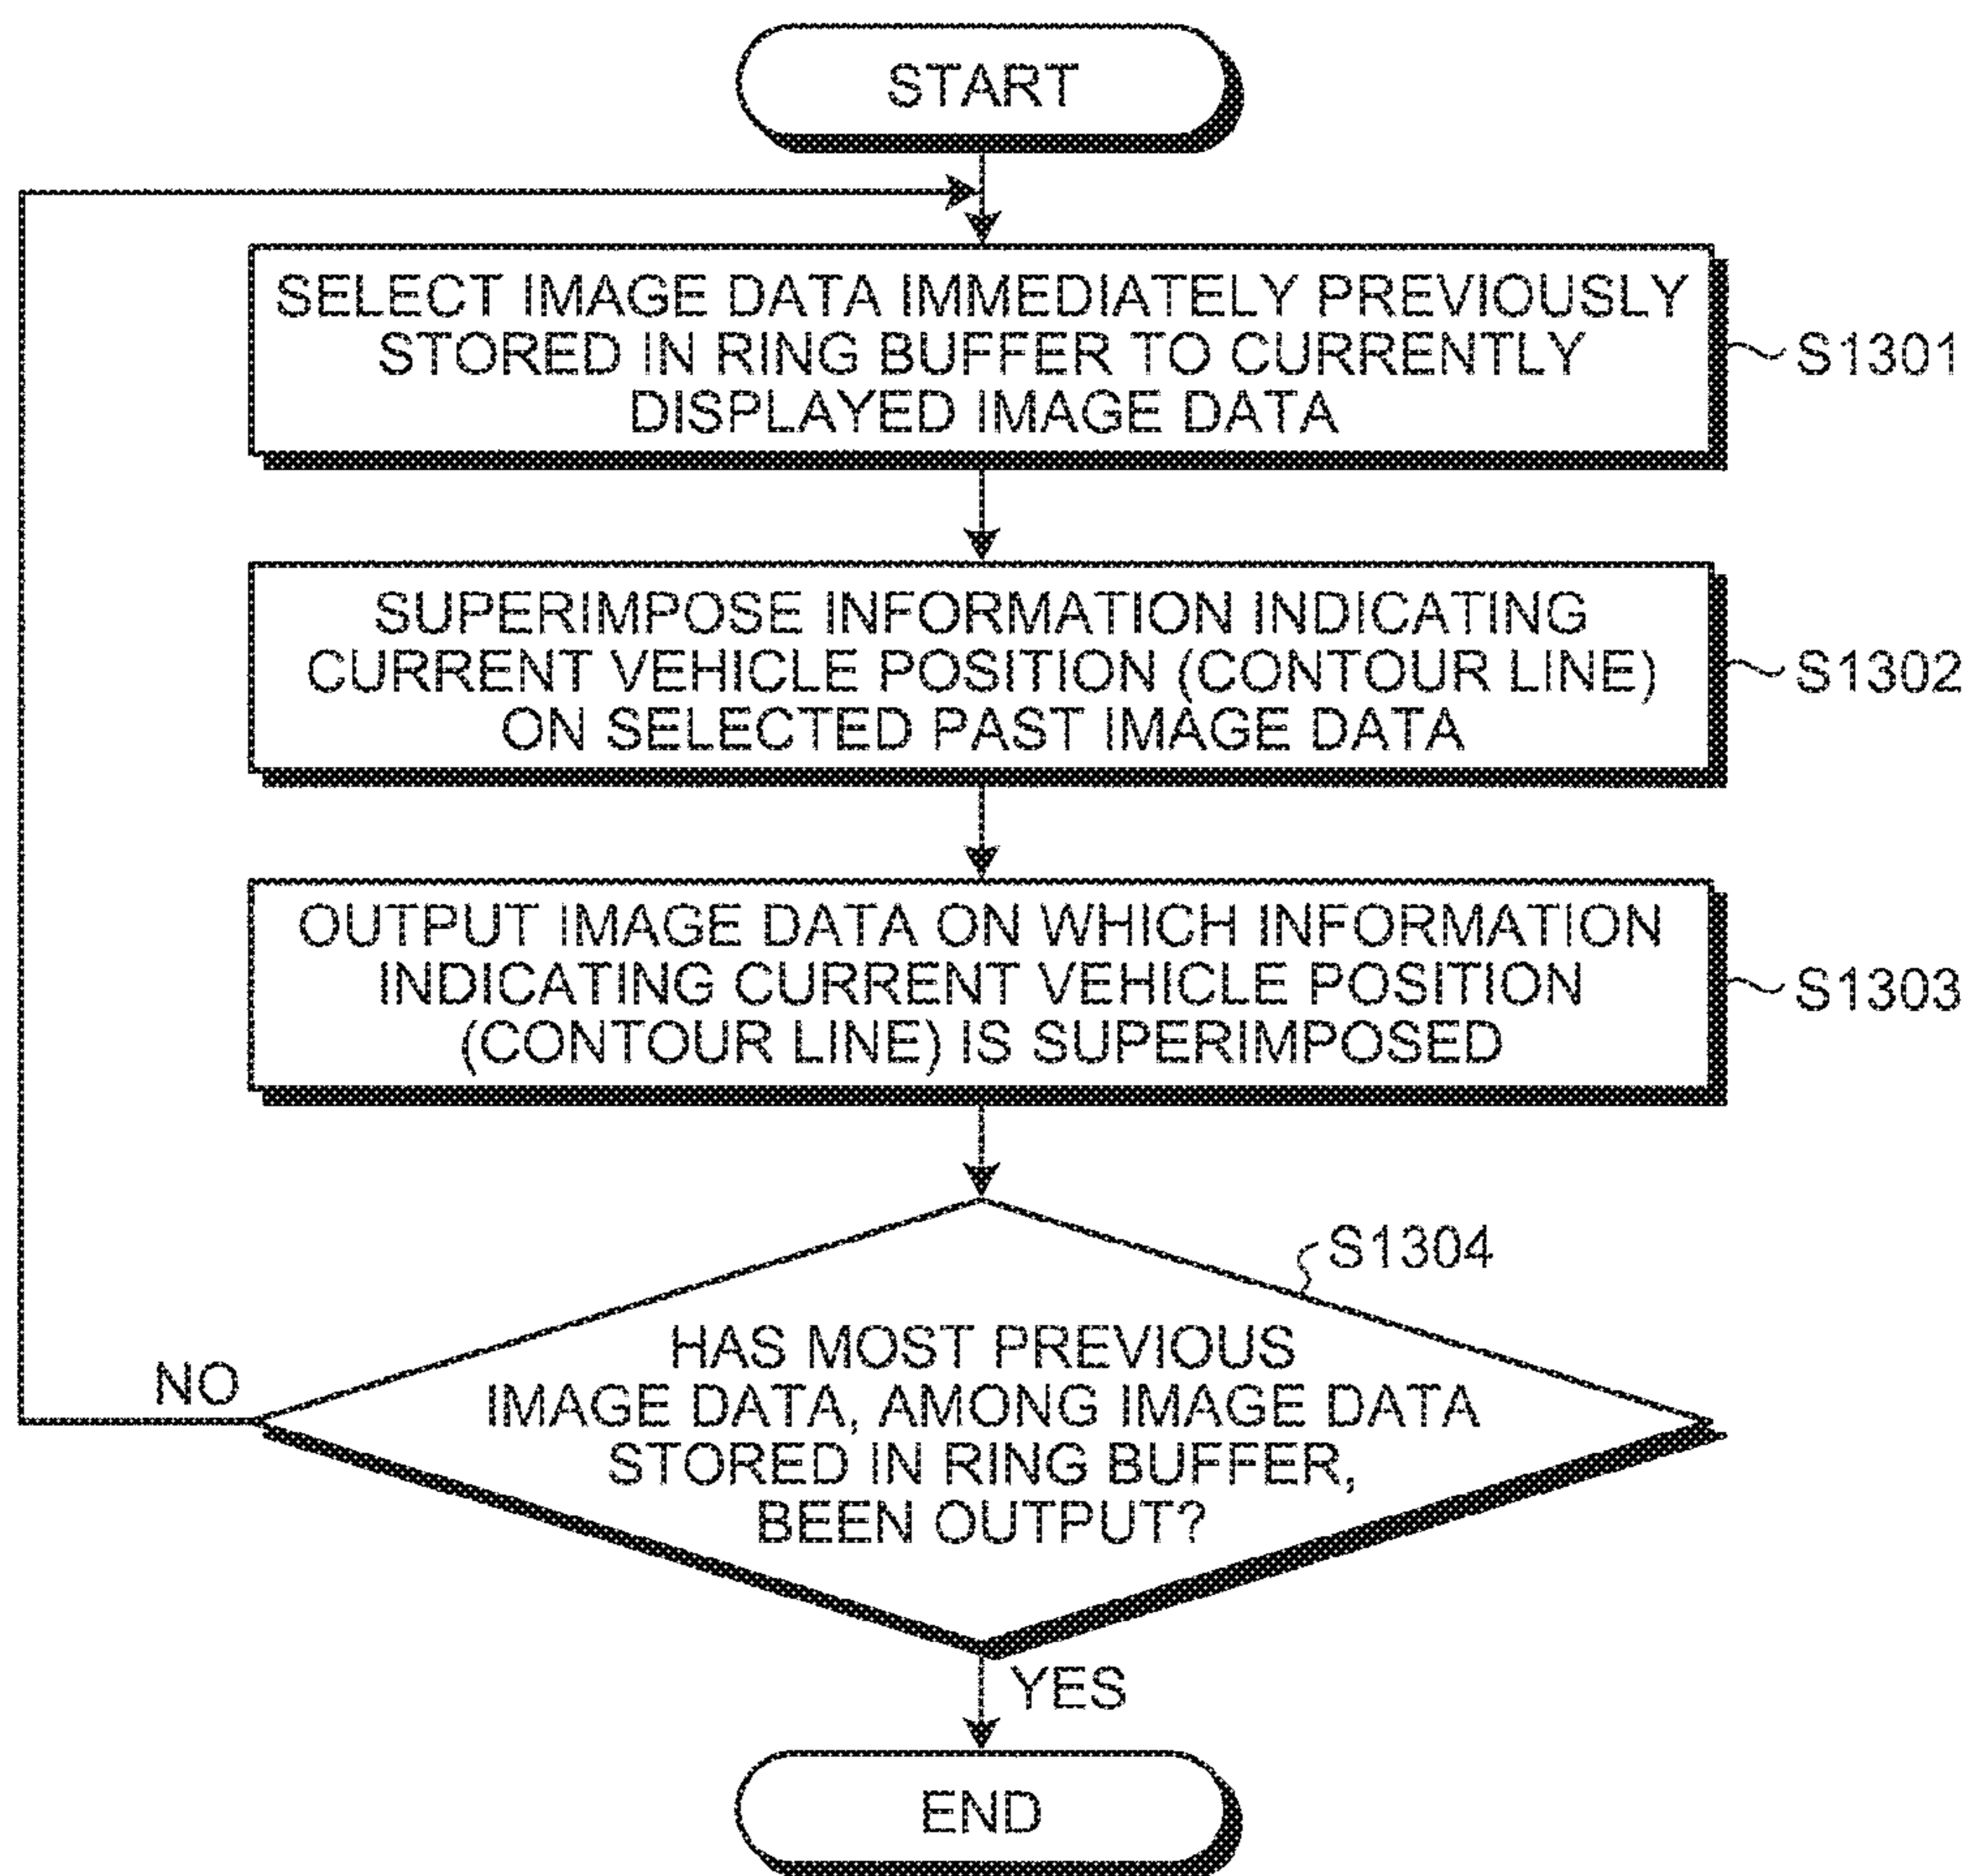 START
SELECT IMAGE DATA IMMEDIATELY PREVIOUSLY
STORED IN RING BUFFER TO CURRENTLY
DISPLAYED IMAGE DATA
S1301
SUPERIMPOSE INFORMATION INDICATING
CURRENT VEHICLE POSITION (CONTOUR LINE)
ON SELECTED PAST IMAGE DATA
S1302
OUTPUT IMAGE DATA ON WHICH INFORMATION
INDICATING CURRENT VEHICLE POSITION
(CONTOUR LINE) IS SUPERIMPOSED
S1303
S1304
HAS MOST PREVIOUS
IMAGE DATA, AMONG IMAGE DATA
STORED IN RING BUFFER,
BEEN OUTPUT?
NO
YES
END